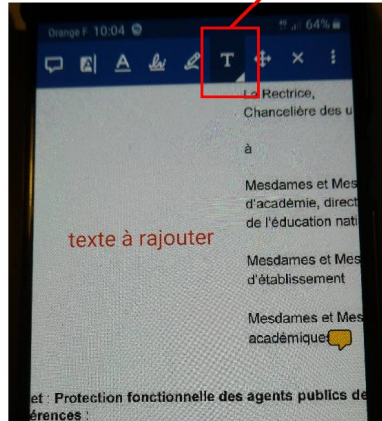 Orange F 10:04
64%
A
A
T
La Rectrice,
Chancelière des u
à
Mesdames et Mes
d'académie, direct
de l'éducation nati
texte à rajouter
Mesdames et Mes
d'établissement
Mesdames et Mes
académiques
et : Protection fonctionnelle des agents publics de
érences :